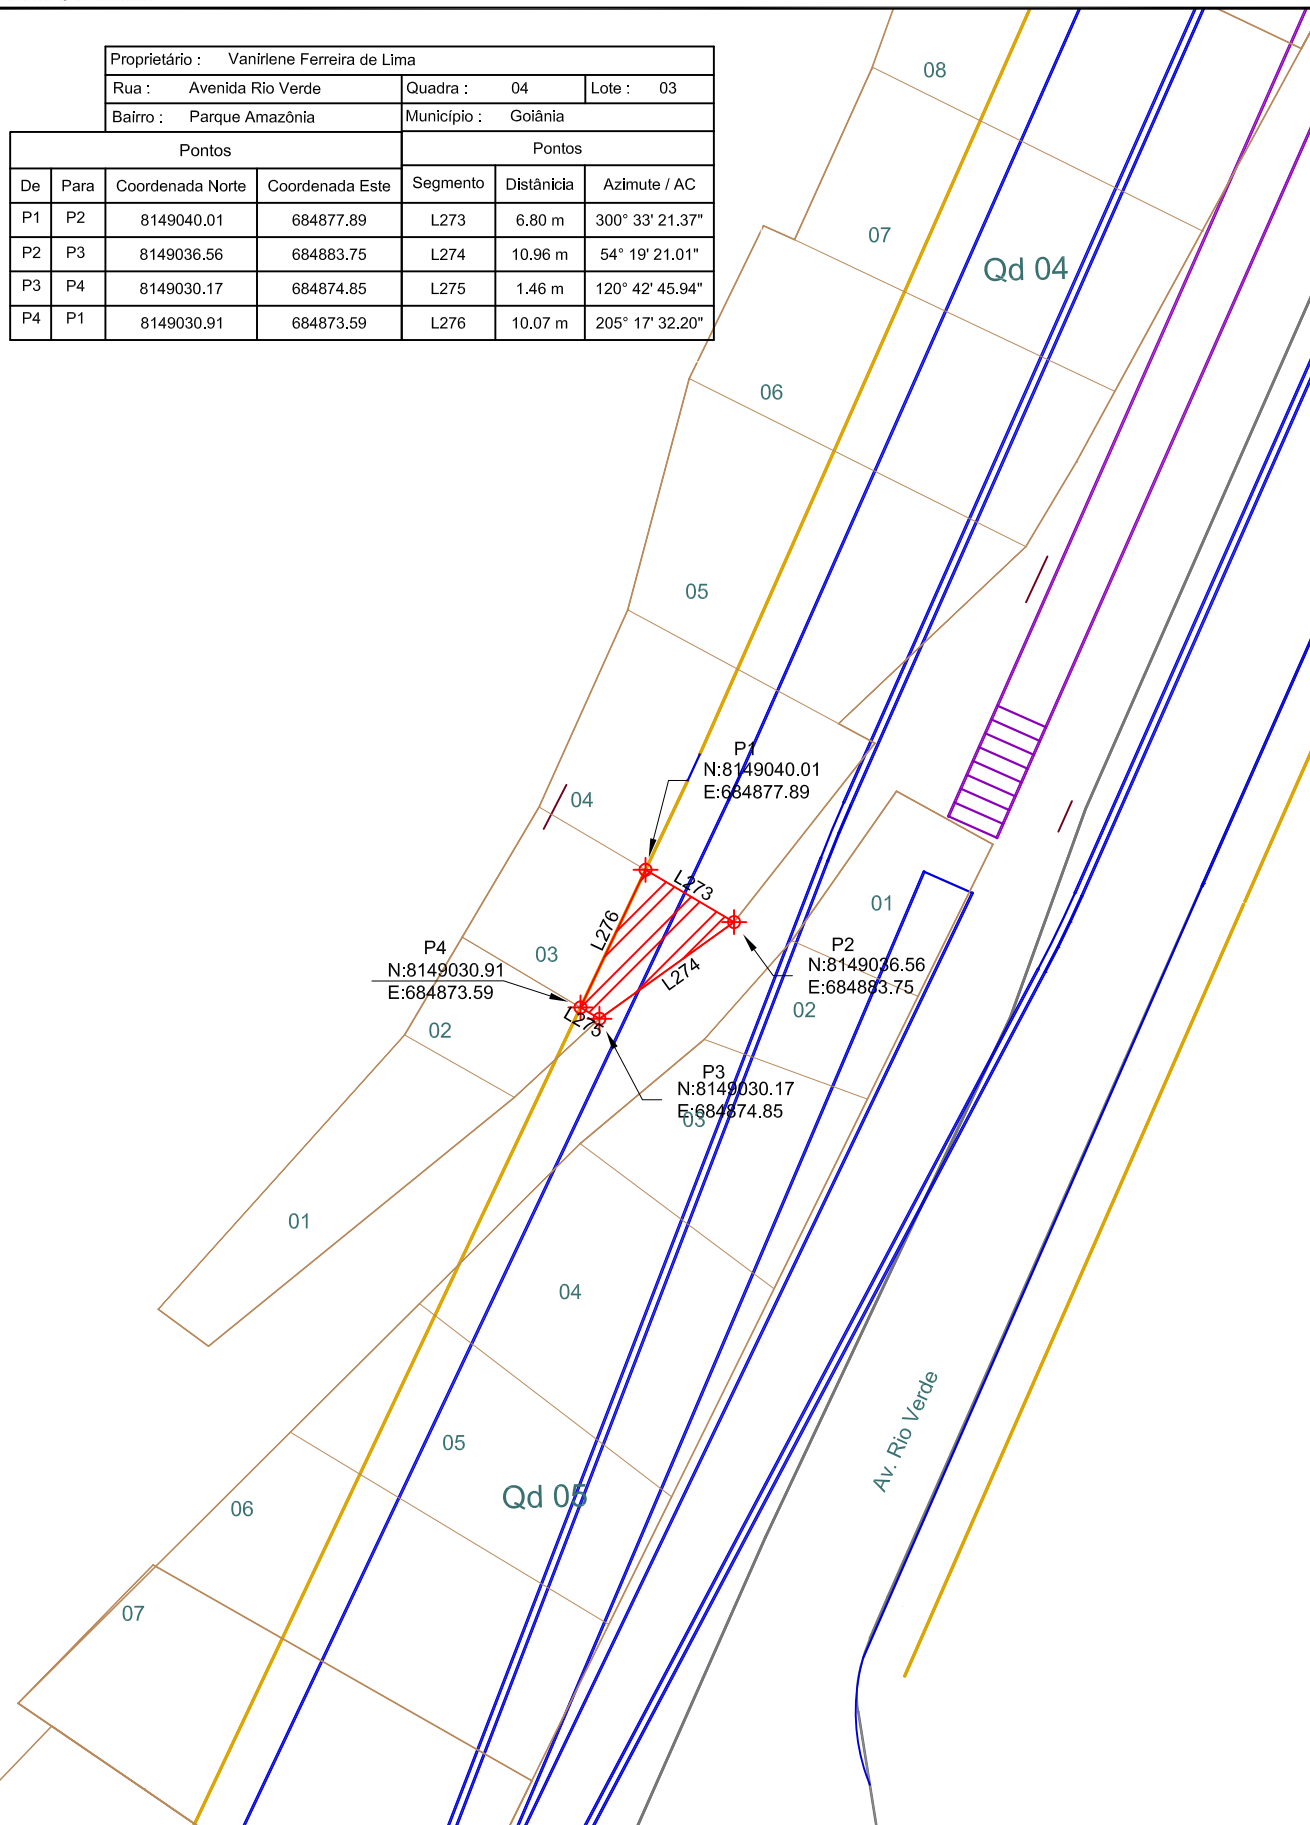 Proprietário : Vanirlene Ferreira de Lima
Rua : Avenida Rio Verde Quadra : 04 Lote : 03
Bairro : Parque Amazônia Município : Goiânia
Pontos Pontos
De Para Coordenada Norte Coordenada Este Segmento Distânicia Azimute / AC
P1 P2 8149040.01 684877.89 L273 6.80 m 300° 33' 21.37"
P2 P3 8149036.56 684883.75 L274 10.96 m 54° 19' 21.01"
P3 P4 8149030.17 684874.85 L275 1.46 m 120° 42' 45.94"
P4 P1 8149030.91 684873.59 L276 10.07 m 205° 17' 32.20"
08
07
Qd 04
06
05
P1
N:8149040.01
E:684877.89
04
L273
01
L276
P4
N:8149030.91
E:684873.59
03
L274
P2
N:8149036.56
E:684883.75
02
L275
02
P3
N:8149030.17
E:684874.85
03
01
04
05
Qd 05
06
07
Av. Rio Verde